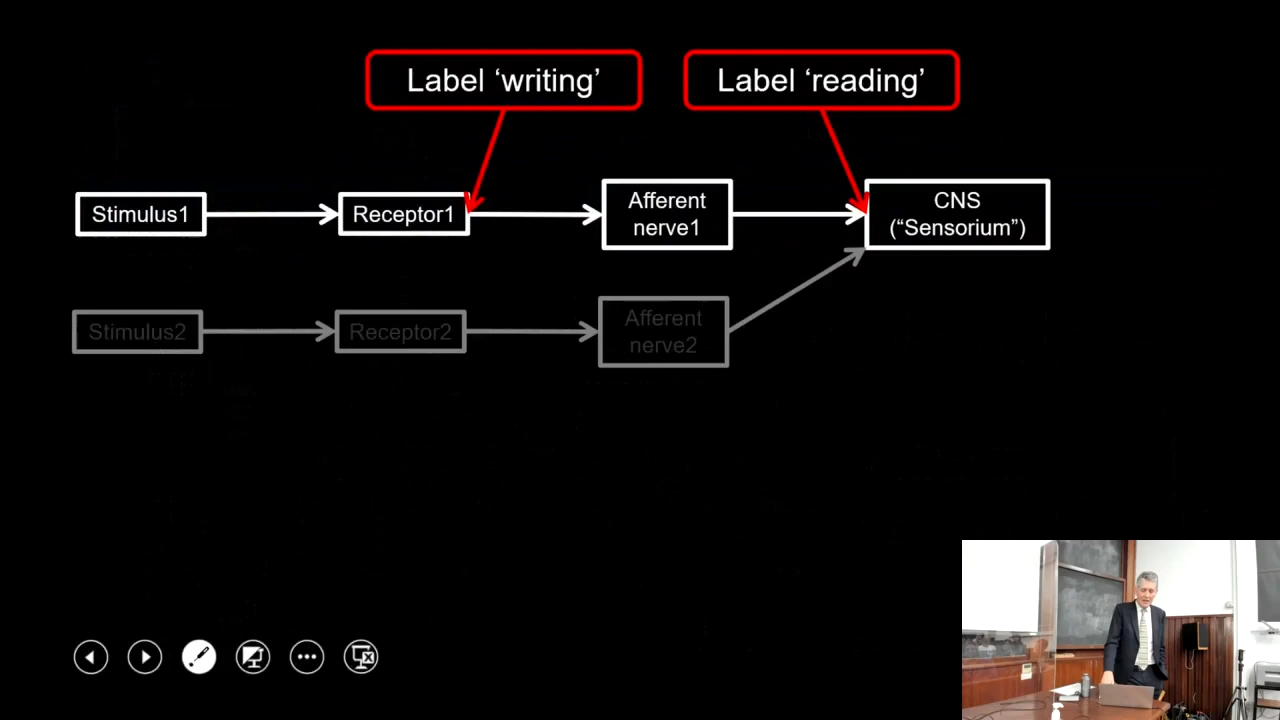 Label ‘writing’
Label ‘reading’
Stimulus1
Receptor1
Afferent
nerve1
CNS
(“Sensorium”)
Stimulus2
Receptor2
Afferent
nerve2